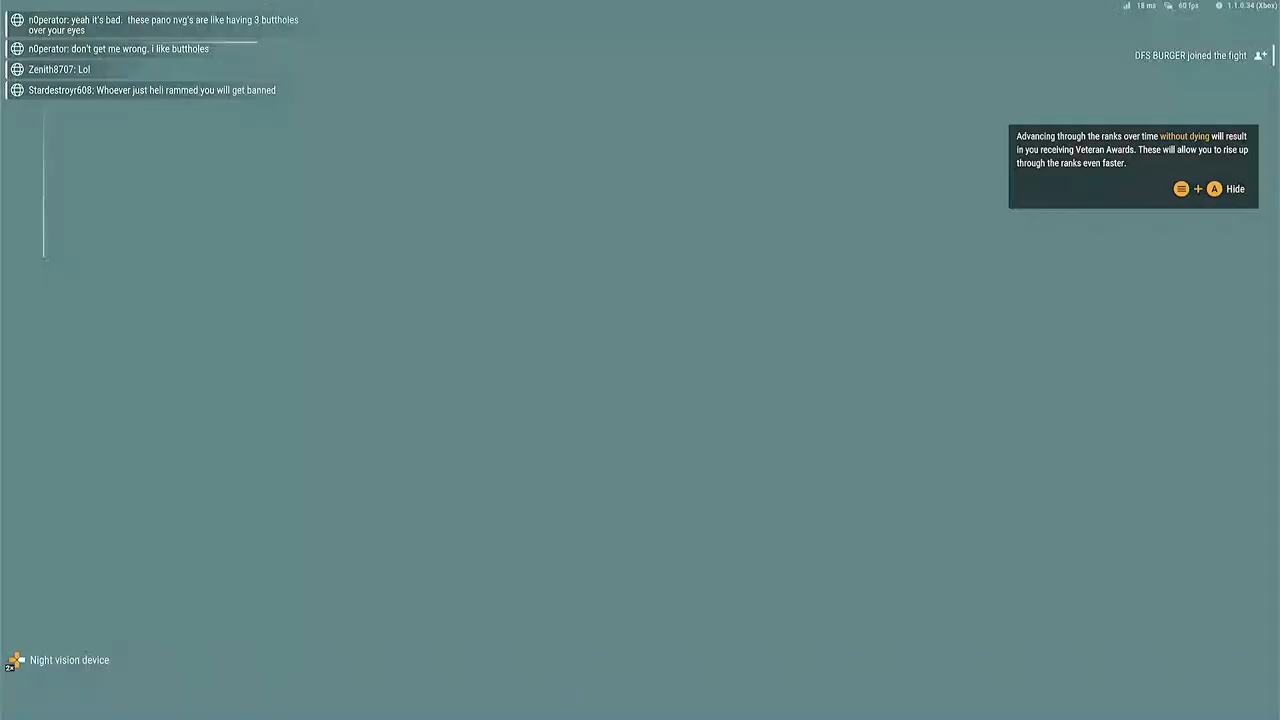 18 ms 60 fps 1.1.0.34 (Xbox)
n0perator: yeah it's bad.  these pano nvg's are like having 3 buttholes
over your eyes
n0perator: don't get me wrong. i like buttholes
DFS BURGER joined the fight
Zenith8707: Lol
Stardestroyr608: Whoever just heli rammed you will get banned
Advancing through the ranks over time without dying will result
in you receiving Veteran Awards. These will allow you to rise up
through the ranks even faster.
+ A Hide
Night vision device
2x